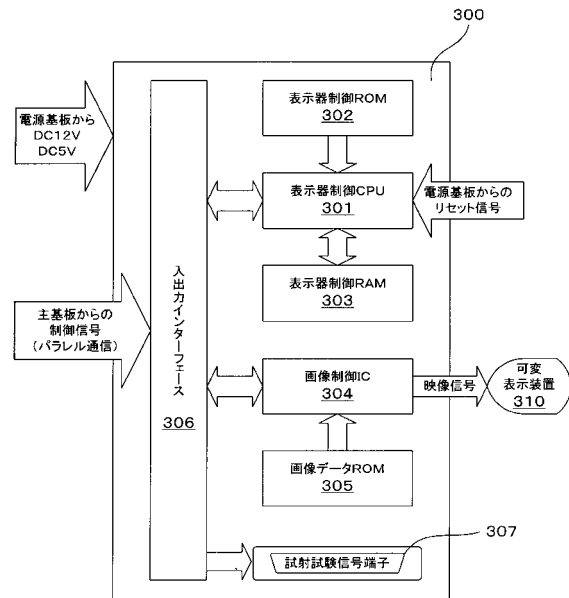 300
電源基板から
DC12V
DC5V
表示器制御ROM
302
表示器制御CPU
301
電源基板からの
リセット信号
表示器制御RAM
303
主基板からの
制御信号
(パラレル通信)
入出力インターフェース
306
画像制御IC
304
映像信号
可変
表示装置
310
画像データROM
305
307
試射試験信号端子